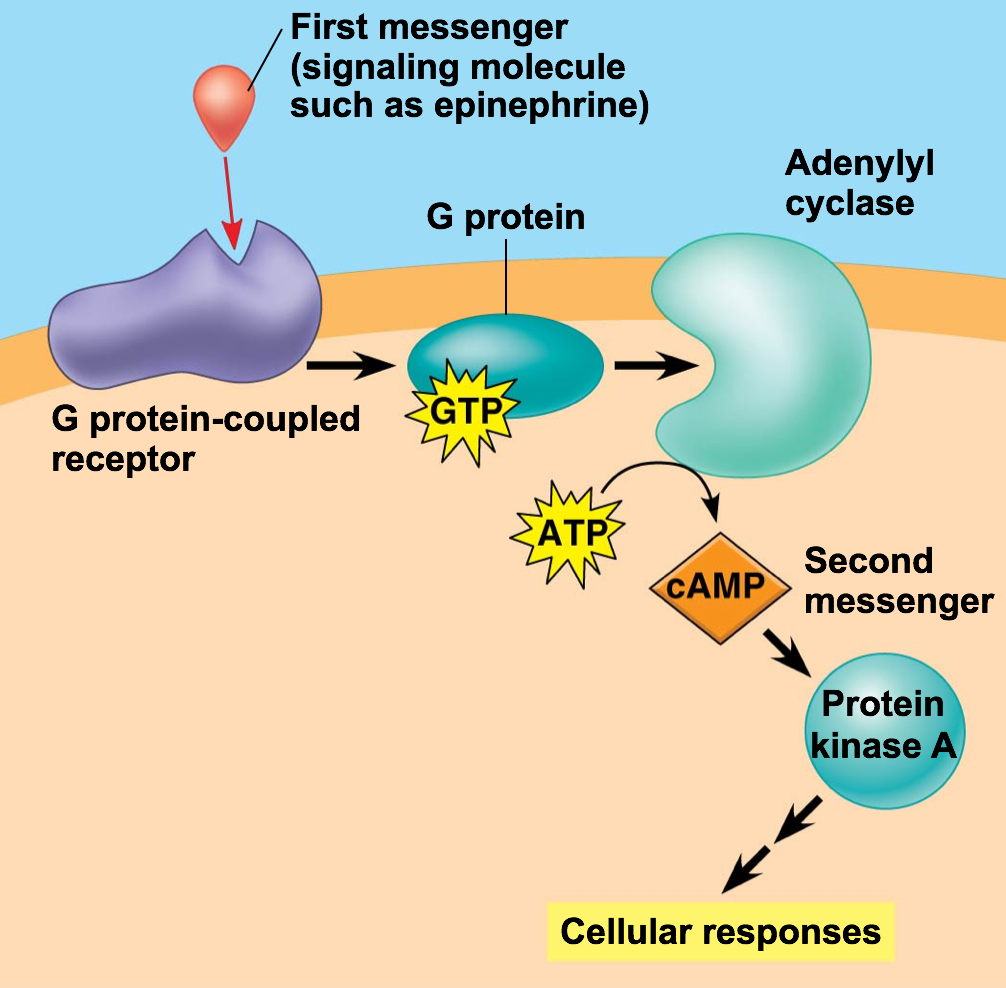 First messenger
(signaling molecule
such as epinephrine)
Adenylyl
cyclase
G protein
GTP
G protein-coupled
receptor
ATP
cAMP
Second
messenger
Protein
kinase A
Cellular responses